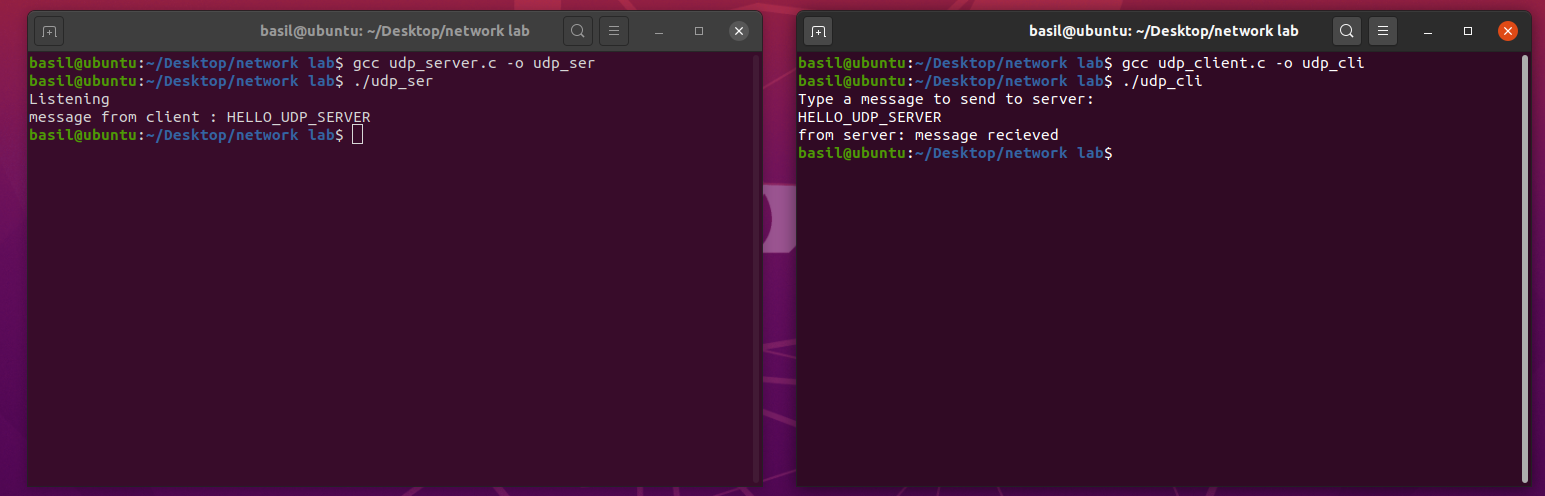 basil@ubuntu: ~/Desktop/network lab
basil@ubuntu:~/Desktop/network lab$ gcc udp_server.c -o udp_ser
basil@ubuntu:~/Desktop/network lab$ ./udp_ser
Listening
message from client : HELLO_UDP_SERVER
basil@ubuntu:~/Desktop/network lab$
basil@ubuntu: ~/Desktop/network lab
basil@ubuntu:~/Desktop/network lab$ gcc udp_client.c -o udp_cli
basil@ubuntu:~/Desktop/network lab$ ./udp_cli
Type a message to send to server:
HELLO_UDP_SERVER
from server: message recieved
basil@ubuntu:~/Desktop/network lab$